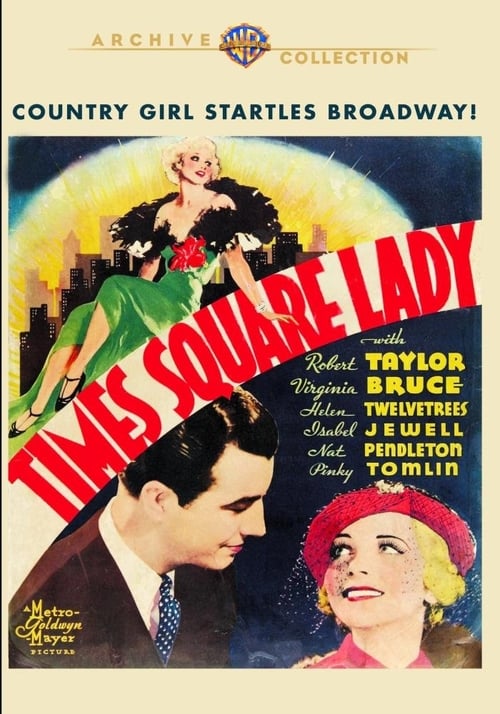 ARCHIVE WB COLLECTION
COUNTRY GIRL STARTLES BROADWAY!
TIMES SQUARE LADY
with
Robert TAYLOR
Virginia BRUCE
Helen TWELVETREES
Isabel JEWELL
Nat PENDLETON
Pinky TOMLIN
A Metro-
Goldwyn
Mayer
PICTURE